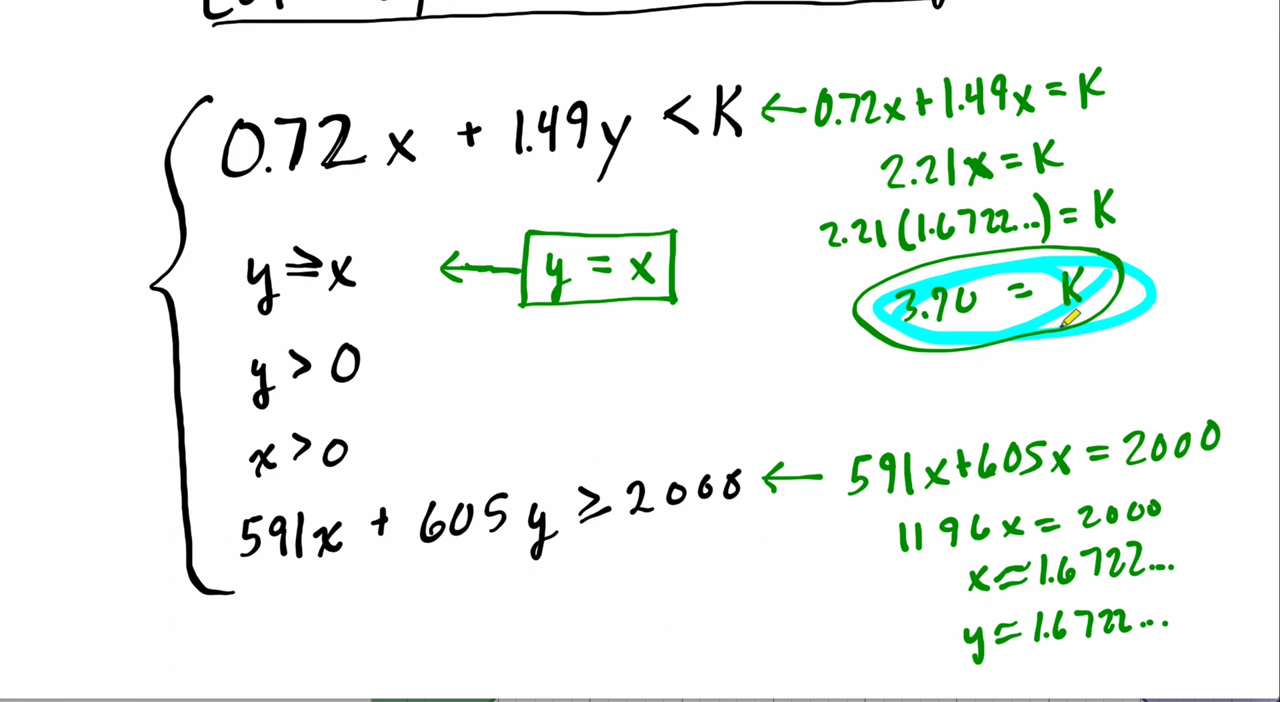 0.72x + 1.49y < K ← 0.72x + 1.49x = K
2.21x = K
2.21(1.6722...) = K
y ≥ x ← y = x
3.70 = K
y > 0
x > 0
591x + 605y ≥ 2000 ← 591x + 605x = 2000
1196x = 2000
x ≈ 1.6722...
y ≈ 1.6722...